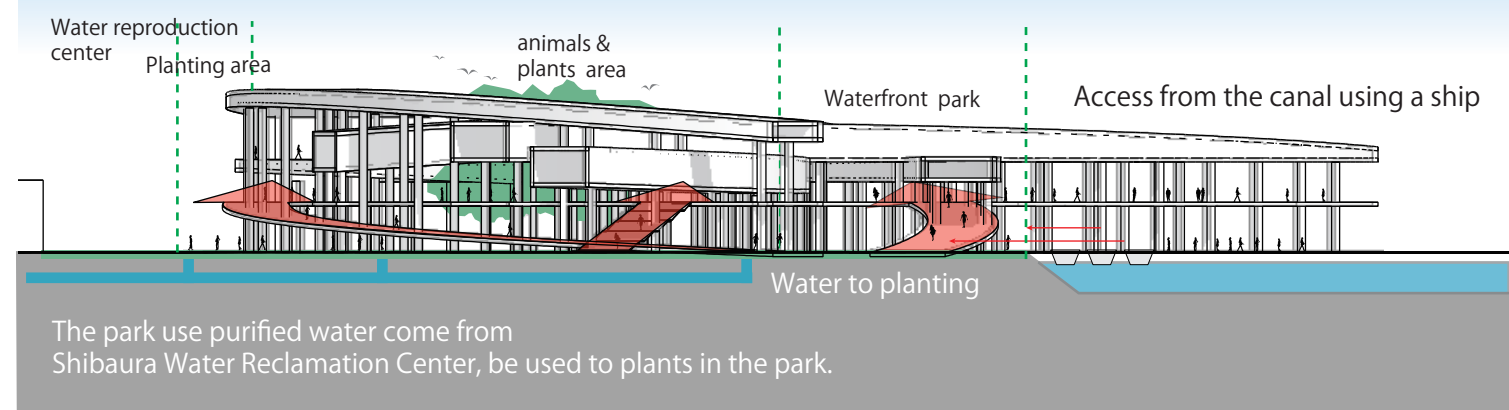 Water reproduction
center
Planting area
animals &
plants area
Waterfront park
Access from the canal using a ship
Water to planting
The park use purified water come from
Shibaura Water Reclamation Center, be used to plants in the park.